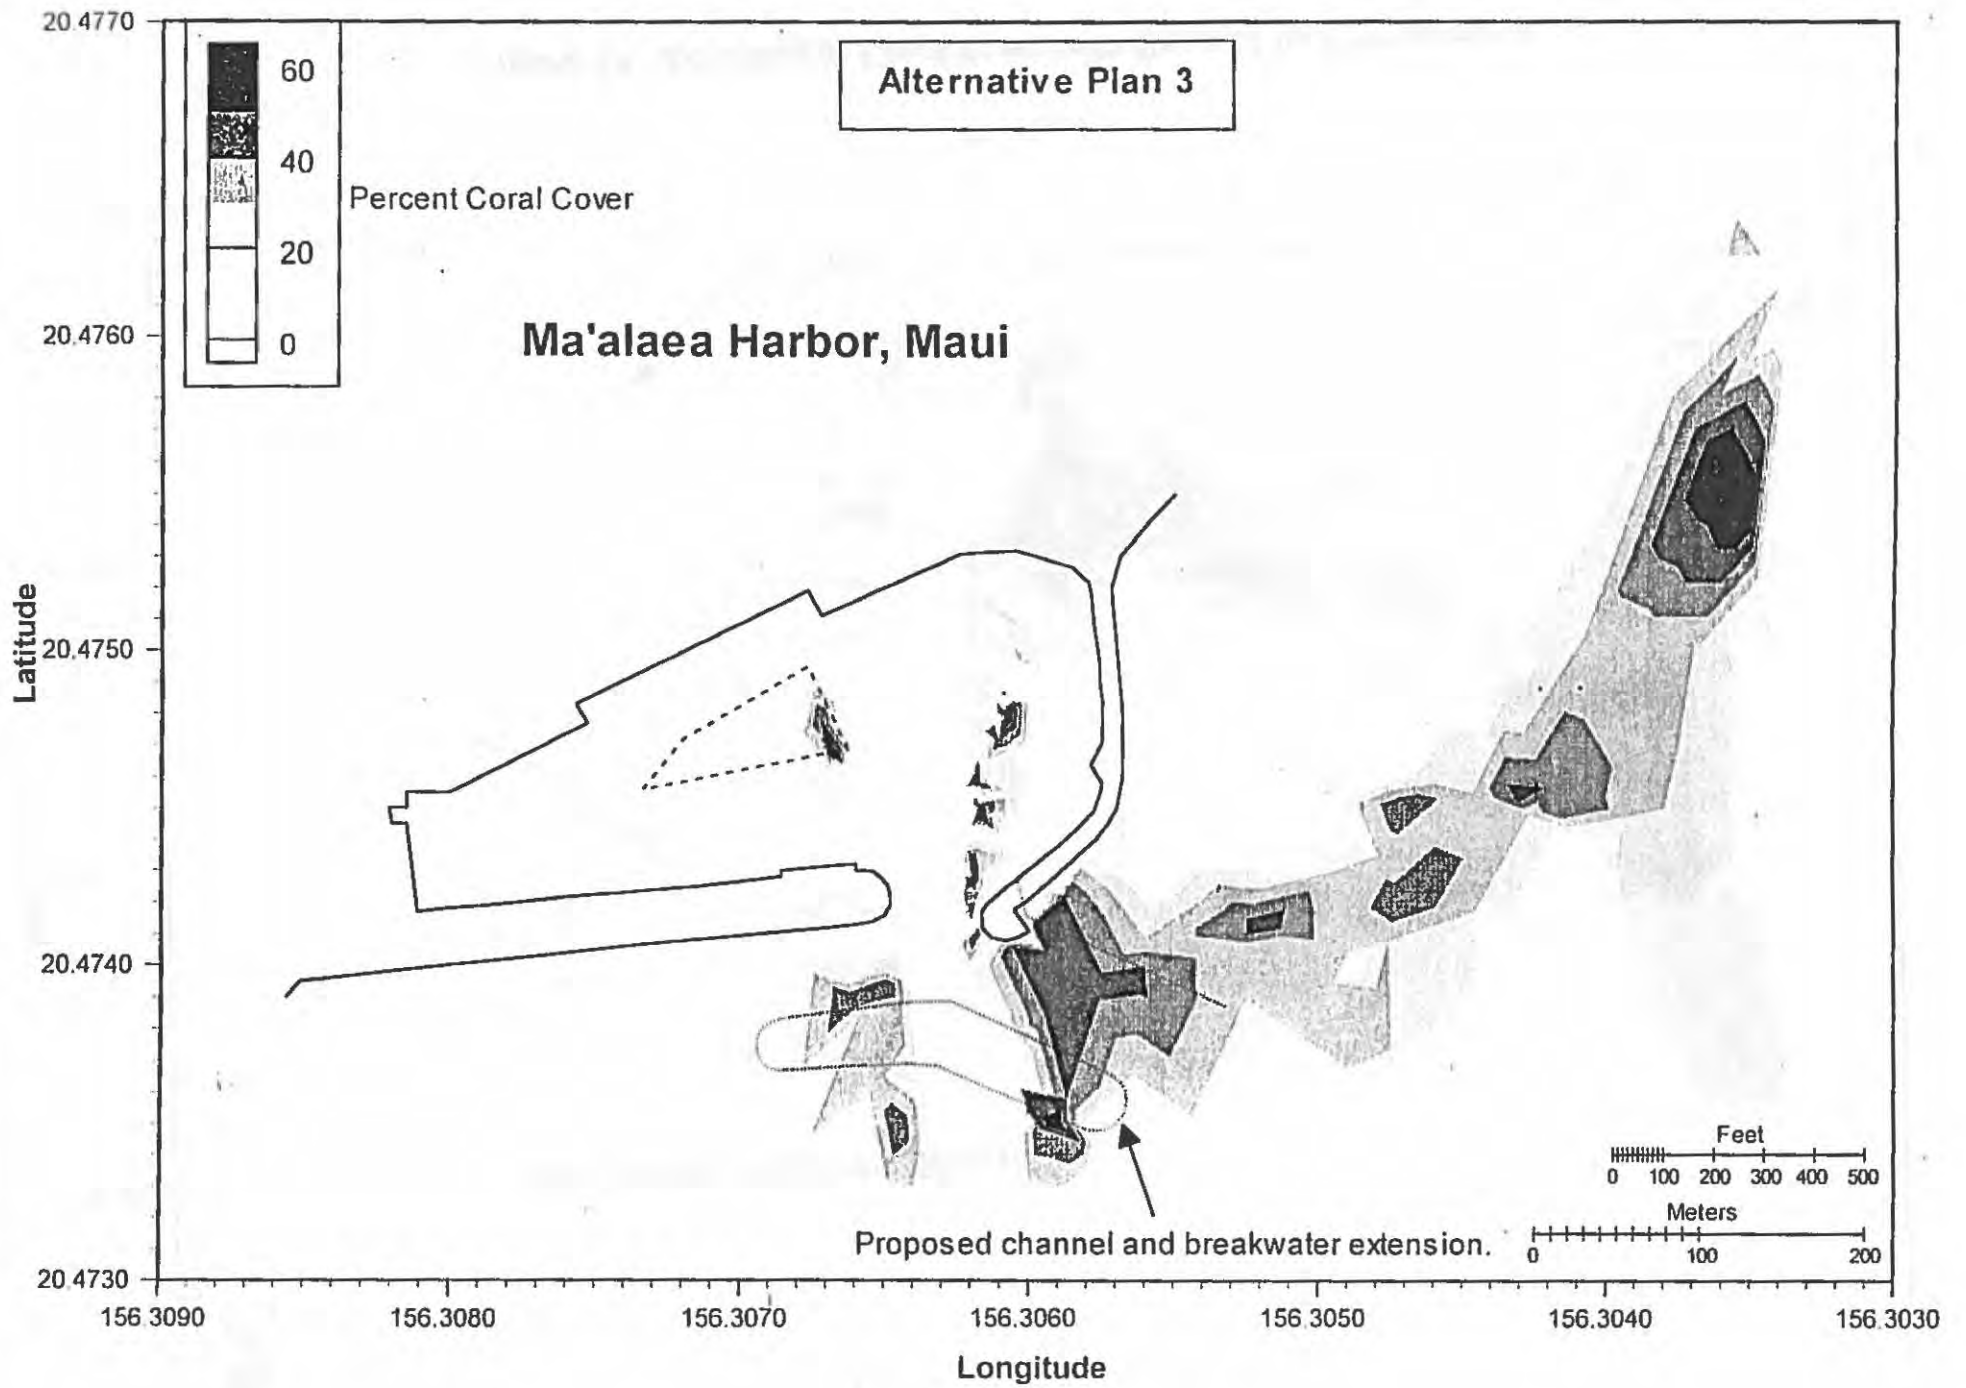 20.4770
60
40
Percent Coral Cover
20
0
Alternative Plan 3
20.4760
Ma'alaea Harbor, Maui
Latitude
20.4750
20.4740
Feet
0 100 200 300 400 500
Meters
0 100 200
Proposed channel and breakwater extension.
20.4730
156.3090 156.3080 156.3070 156.3060 156.3050 156.3040 156.3030
Longitude